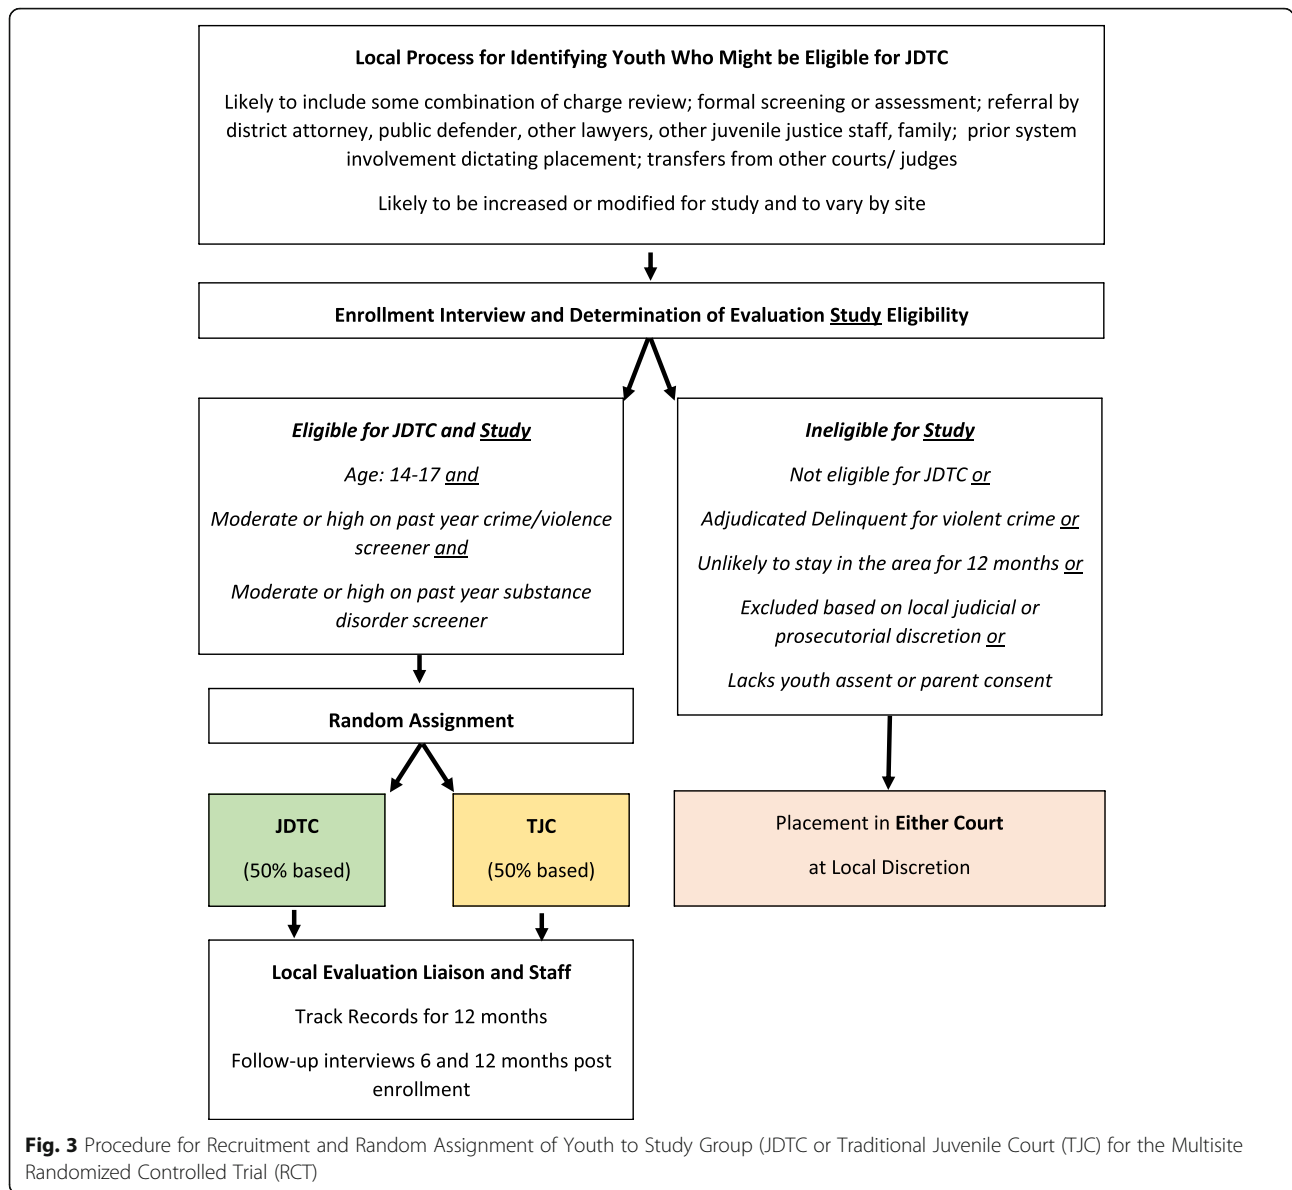 Local Process for Identifying Youth Who Might be Eligible for JDTC
Likely to include some combination of charge review; formal screening or assessment; referral by
district attorney, public defender, other lawyers, other juvenile justice staff, family;  prior system
involvement dictating placement; transfers from other courts/ judges
Likely to be increased or modified for study and to vary by site
Enrollment Interview and Determination of Evaluation Study Eligibility
Eligible for JDTC and Study
Age: 14-17 and
Moderate or high on past year crime/violence
screener and
Moderate or high on past year substance
disorder screener
Ineligible for Study
Not eligible for JDTC or
Adjudicated Delinquent for violent crime or
Unlikely to stay in the area for 12 months or
Excluded based on local judicial or
prosecutorial discretion or
Lacks youth assent or parent consent
Random Assignment
JDTC
(50% based)
TJC
(50% based)
Placement in Either Court
at Local Discretion
Local Evaluation Liaison and Staff
Track Records for 12 months
Follow-up interviews 6 and 12 months post
enrollment
Fig. 3 Procedure for Recruitment and Random Assignment of Youth to Study Group (JDTC or Traditional Juvenile Court (TJC) for the Multisite
Randomized Controlled Trial (RCT)